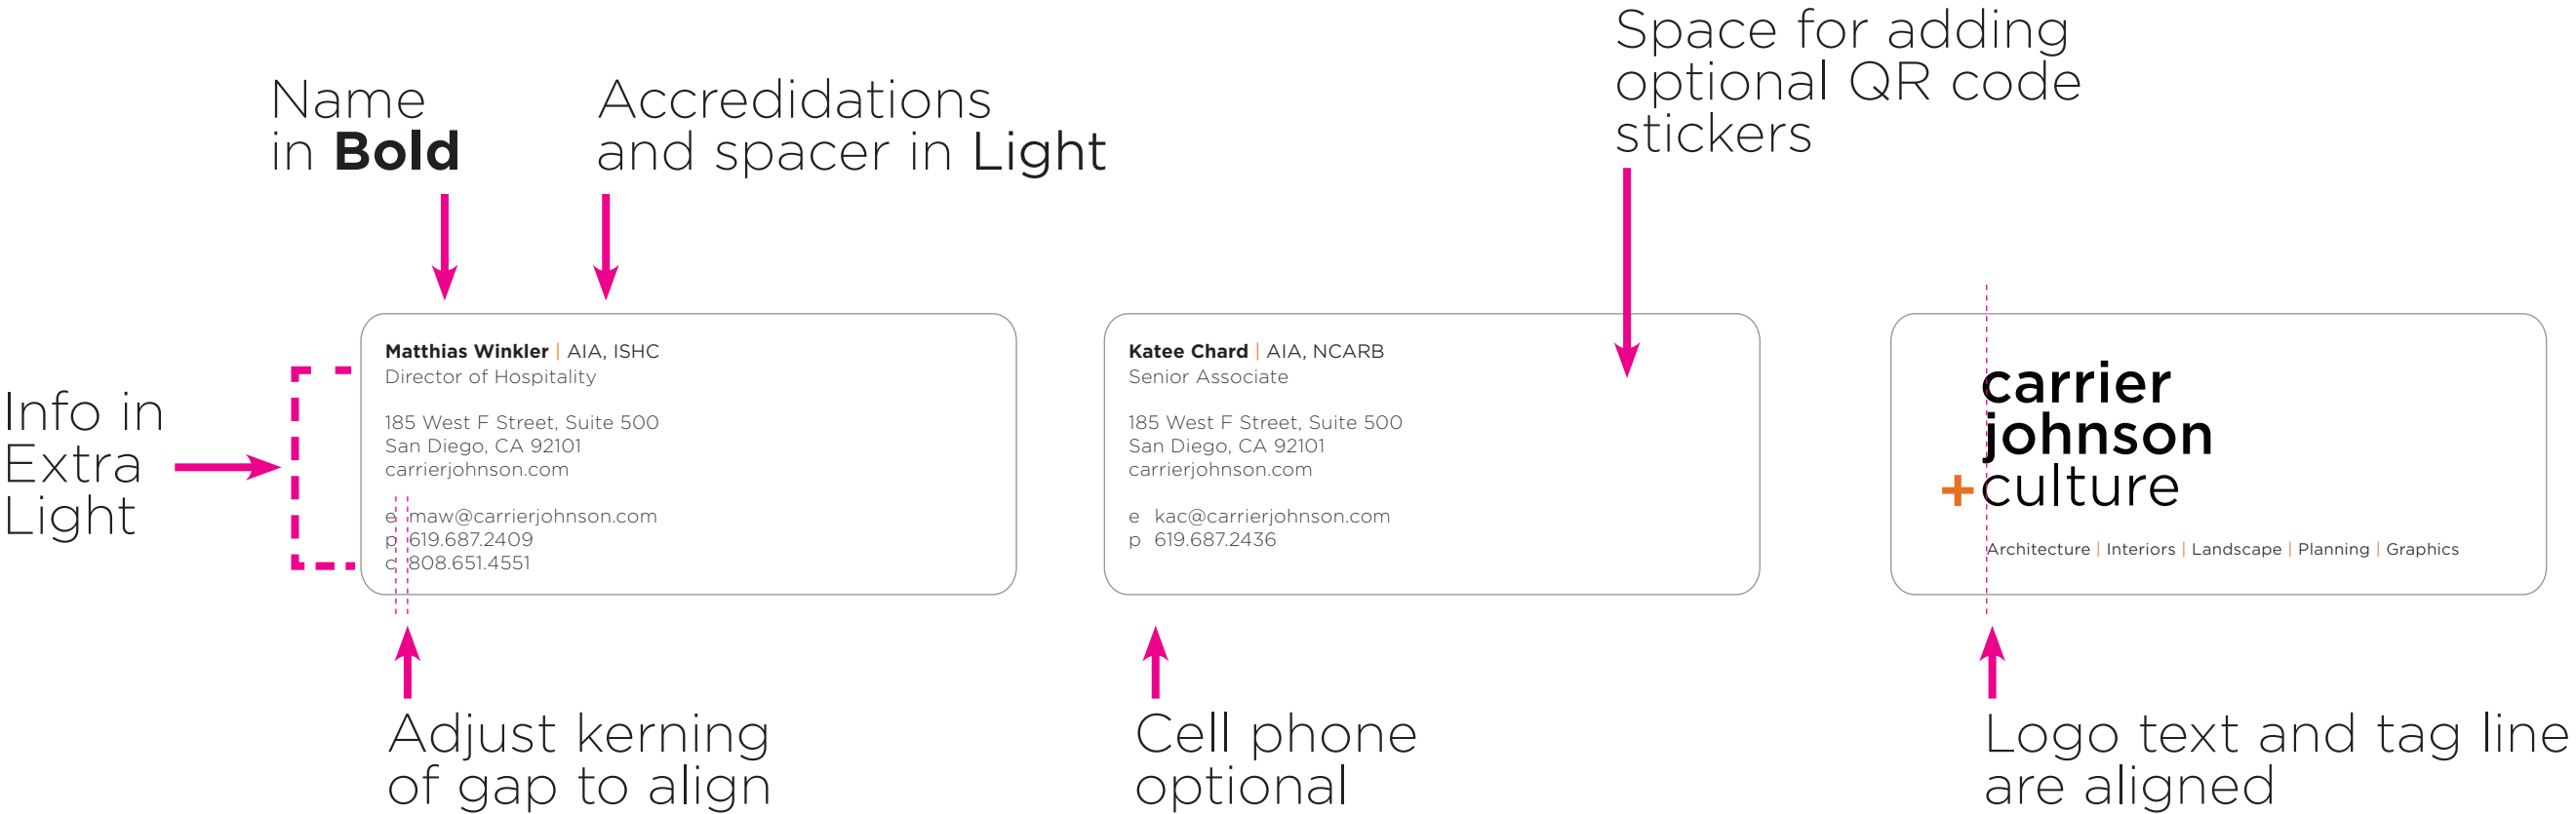 Name
in Bold
Accredidations
and spacer in Light
Space for adding
optional QR code
stickers
Info in
Extra
Light
Matthias Winkler | AIA, ISHC
Director of Hospitality
185 West F Street, Suite 500
San Diego, CA 92101
carrierjohnson.com
e maw@carrierjohnson.com
p 619.687.2409
c 808.651.4551
Katee Chard | AIA, NCARB
Senior Associate
185 West F Street, Suite 500
San Diego, CA 92101
carrierjohnson.com
e kac@carrierjohnson.com
p 619.687.2436
carrier
johnson
+culture
Architecture | Interiors | Landscape | Planning | Graphics
Adjust kerning
of gap to align
Cell phone
optional
Logo text and tag line
are aligned